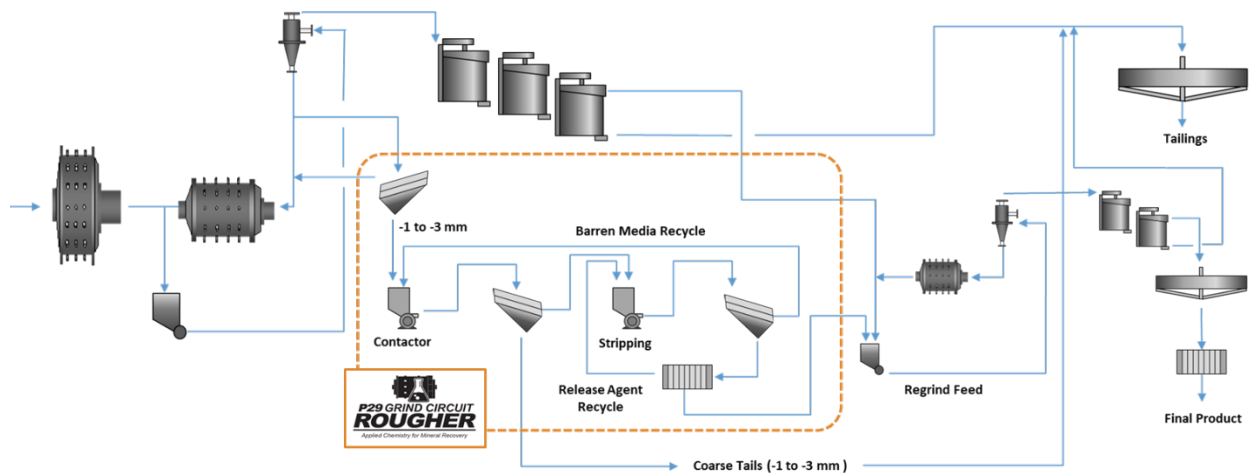 Tailings
-1 to -3 mm
Barren Media Recycle
Contactor
Stripping
Release Agent
Recycle
Regrind Feed
Final Product
P29 GRIND CIRCUIT
ROUGHER
Applied Chemistry for Mineral Recovery
Coarse Tails (-1 to -3 mm )